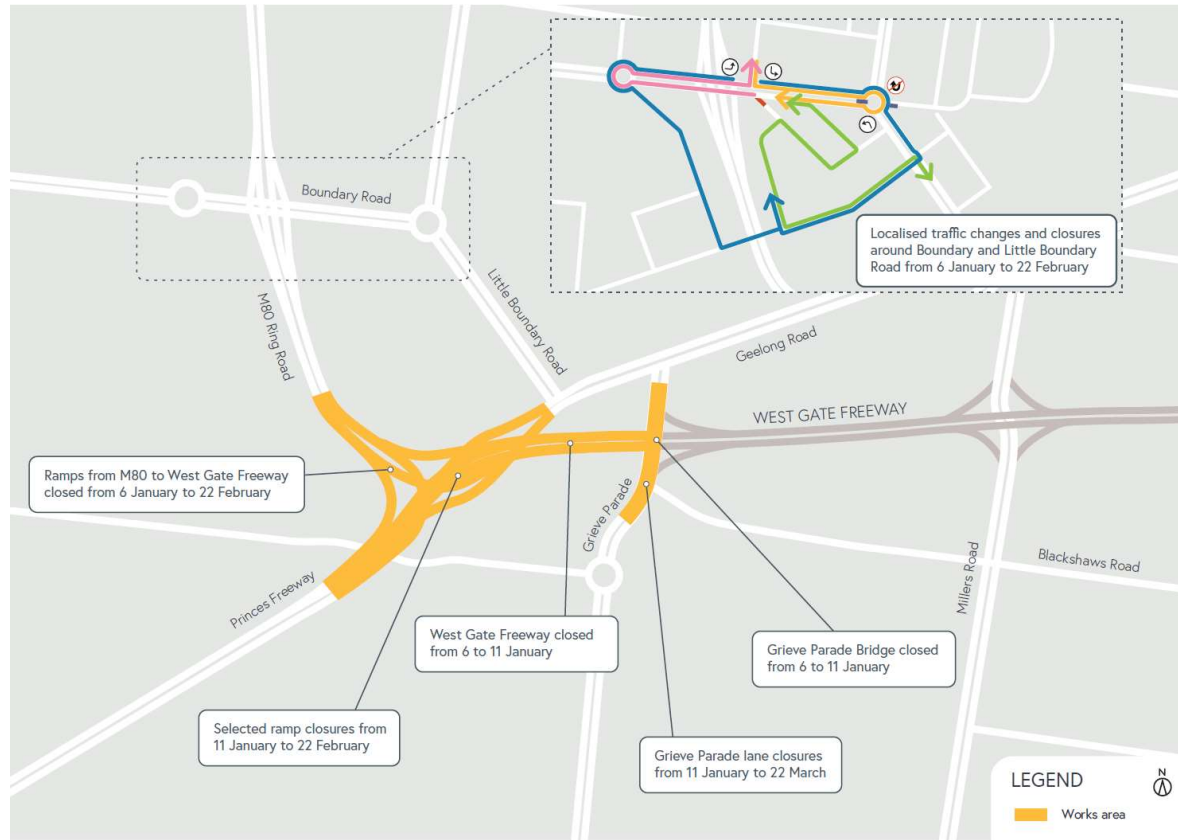 Localised traffic changes and closures
around Boundary and Little Boundary
Road from 6 January to 22 February
Boundary Road
Little Boundary Road
M80 Ring Road
Geelong Road
WEST GATE FREEWAY
Ramps from M80 to West Gate Freeway
closed from 6 January to 22 February
Grieve Parade
Blackshaws Road
Millers Road
Princes Freeway
West Gate Freeway closed
from 6 to 11 January
Grieve Parade Bridge closed
from 6 to 11 January
Selected ramp closures from
11 January to 22 February
Grieve Parade lane closures
from 11 January to 22 March
LEGEND
N
Works area